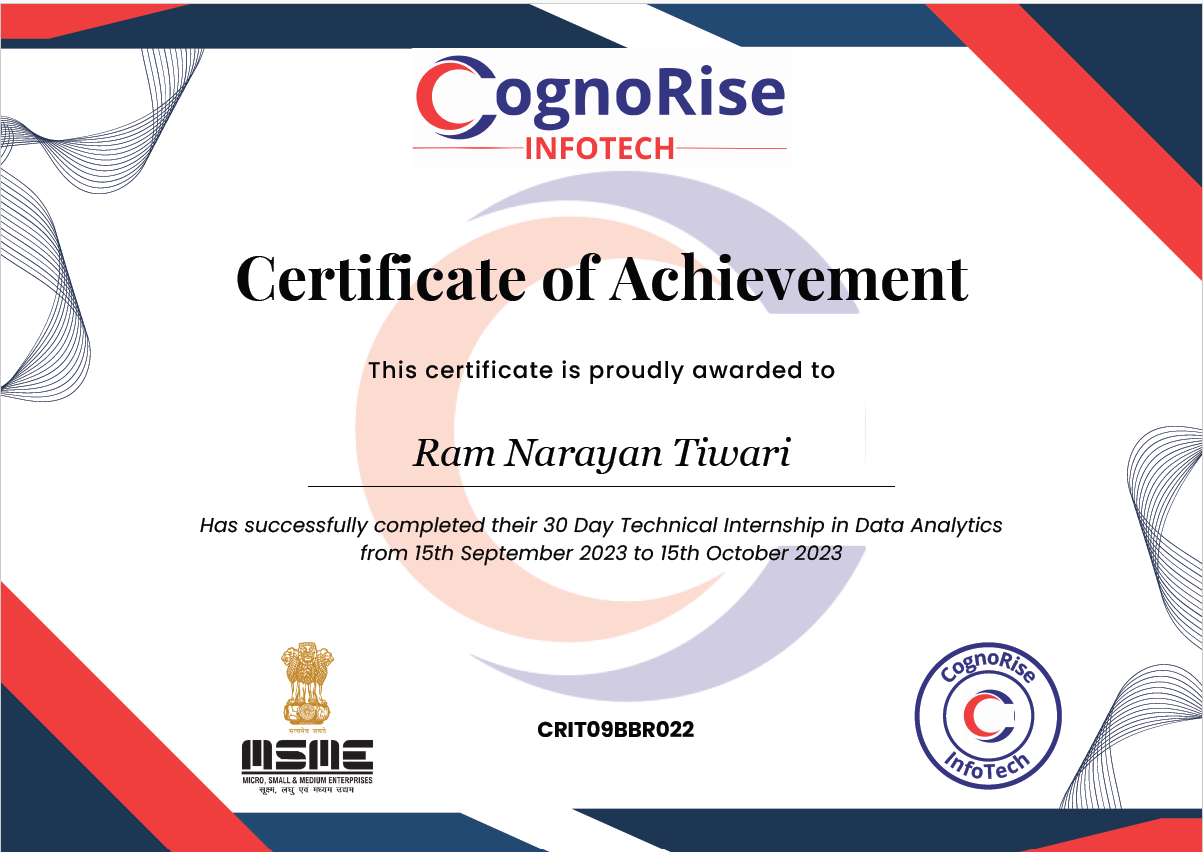 CognoRise
INFOTECH
Certificate of Achievement
This certificate is proudly awarded to
Ram Narayan Tiwari
Has successfully completed their 30 Day Technical Internship in Data Analytics
from 15th September 2023 to 15th October 2023
सत्यमेव जयते
MSME
MICRO, SMALL & MEDIUM ENTERPRISES
सूक्ष्म, लघु एवं मध्यम उद्यम
CRIT09BBR022
CognoRise
InfoTech